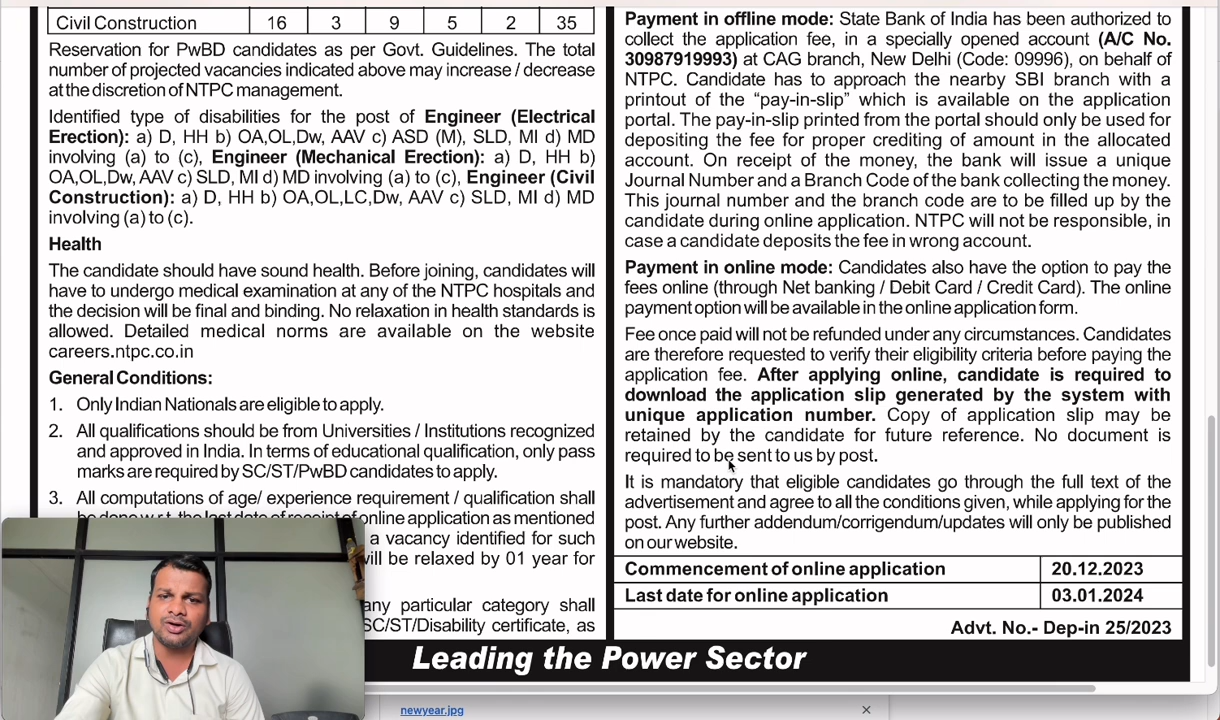 Civil Construction 16 3 9 5 2 35
Reservation for PwBD candidates as per Govt. Guidelines. The total
number of projected vacancies indicated above may increase / decrease
at the discretion of NTPC management.
Identified type of disabilities for the post of Engineer (Electrical
Erection): a) D, HH b) OA,OL,Dw, AAV c) ASD (M), SLD, MI d) MD
involving (a) to (c), Engineer (Mechanical Erection): a) D, HH b)
OA,OL,Dw, AAV c) SLD, MI d) MD involving (a) to (c), Engineer (Civil
Construction): a) D, HH b) OA,OL,LC,Dw, AAV c) SLD, MI d) MD
involving (a) to (c).
Health
The candidate should have sound health. Before joining, candidates will
have to undergo medical examination at any of the NTPC hospitals and
the decision will be final and binding. No relaxation in health standards is
allowed. Detailed medical norms are available on the website
careers.ntpc.co.in
General Conditions:
1. Only Indian Nationals are eligible to apply.
2. All qualifications should be from Universities / Institutions recognized
and approved in India. In terms of educational qualification, only pass
marks are required by SC/ST/PwBD candidates to apply.
3. All computations of age/ experience requirement / qualification shall
be done w.r.t. the last date of receipt of online application as mentioned
a vacancy identified for such
will be relaxed by 01 year for
any particular category shall
SC/ST/Disability certificate, as
Payment in offline mode: State Bank of India has been authorized to
collect the application fee, in a specially opened account (A/C No.
30987919993) at CAG branch, New Delhi (Code: 09996), on behalf of
NTPC. Candidate has to approach the nearby SBI branch with a
printout of the “pay-in-slip” which is available on the application
portal. The pay-in-slip printed from the portal should only be used for
depositing the fee for proper crediting of amount in the allocated
account. On receipt of the money, the bank will issue a unique
Journal Number and a Branch Code of the bank collecting the money.
This journal number and the branch code are to be filled up by the
candidate during online application. NTPC will not be responsible, in
case a candidate deposits the fee in wrong account.
Payment in online mode: Candidates also have the option to pay the
fees online (through Net banking / Debit Card / Credit Card). The online
payment option will be available in the online application form.
Fee once paid will not be refunded under any circumstances. Candidates
are therefore requested to verify their eligibility criteria before paying the
application fee. After applying online, candidate is required to
download the application slip generated by the system with
unique application number. Copy of application slip may be
retained by the candidate for future reference. No document is
required to be sent to us by post.
It is mandatory that eligible candidates go through the full text of the
advertisement and agree to all the conditions given, while applying for the
post. Any further addendum/corrigendum/updates will only be published
on our website.
Commencement of online application 20.12.2023
Last date for online application 03.01.2024
Advt. No.- Dep-in 25/2023
Leading the Power Sector
newyear.jpg